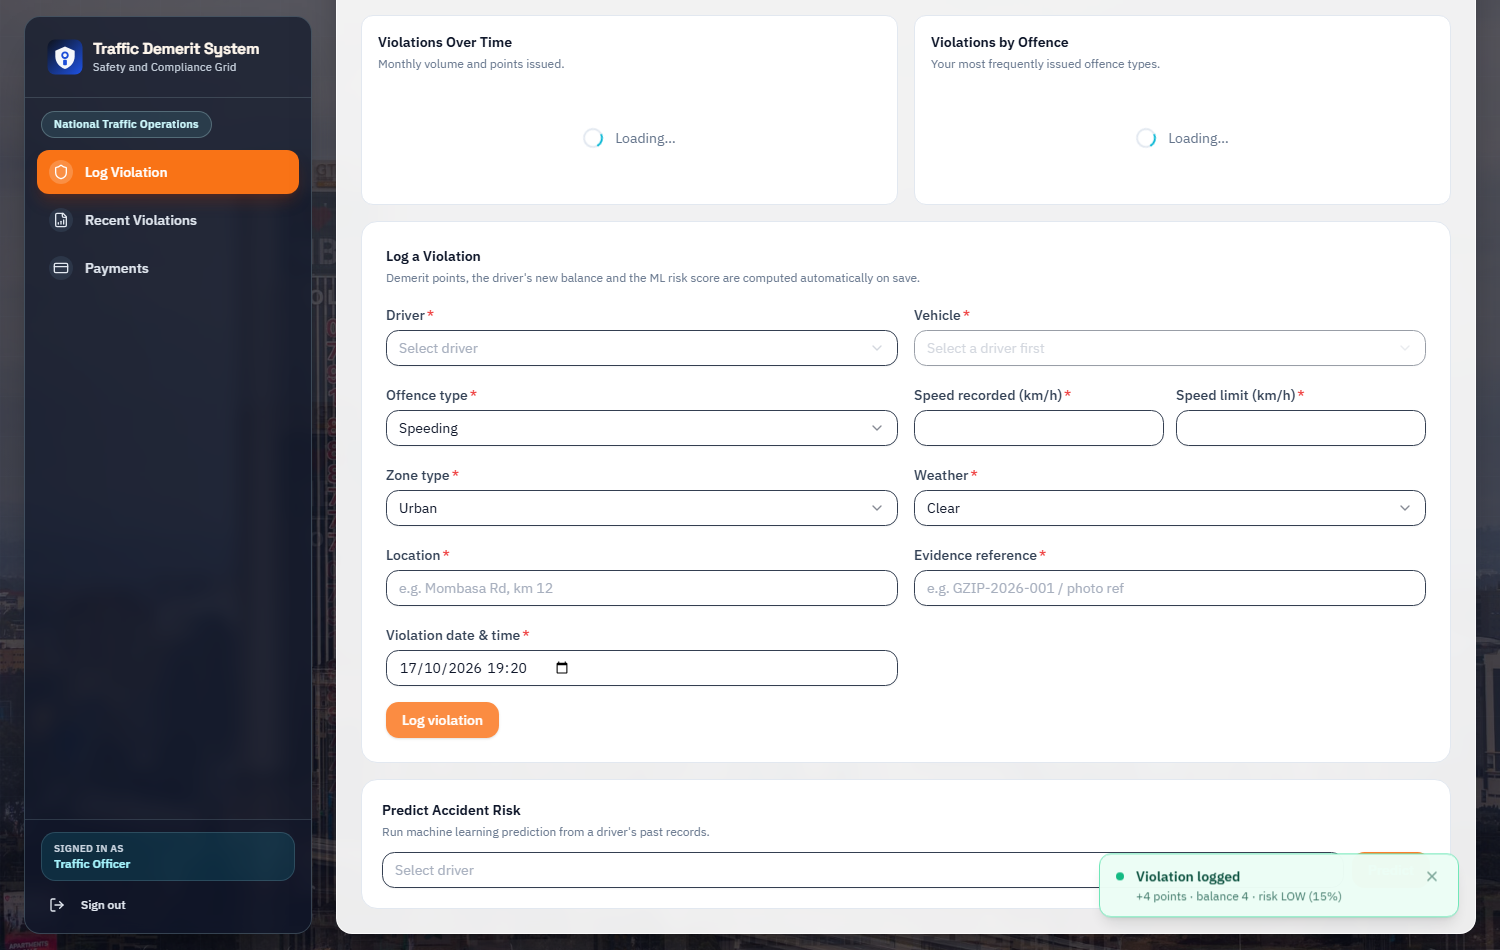 Traffic Demerit System
Safety and Compliance Grid
National Traffic Operations
Log Violation
Recent Violations
Payments
SIGNED IN AS
Traffic Officer
Sign out
Violations Over Time
Monthly volume and points issued.
Loading...
Violations by Offence
Your most frequently issued offence types.
Loading...
Log a Violation
Demerit points, the driver's new balance and the ML risk score are computed automatically on save.
Driver *
Select driver
Vehicle *
Select a driver first
Offence type *
Speeding
Speed recorded (km/h) *
Speed limit (km/h) *
Zone type *
Urban
Weather *
Clear
Location *
e.g. Mombasa Rd, km 12
Evidence reference *
e.g. GZIP-2026-001 / photo ref
Violation date & time *
17/10/2026 19:20
Log violation
Predict Accident Risk
Run machine learning prediction from a driver's past records.
Select driver
Violation logged
+4 points · balance 4 · risk LOW (15%)
APARTMENTS